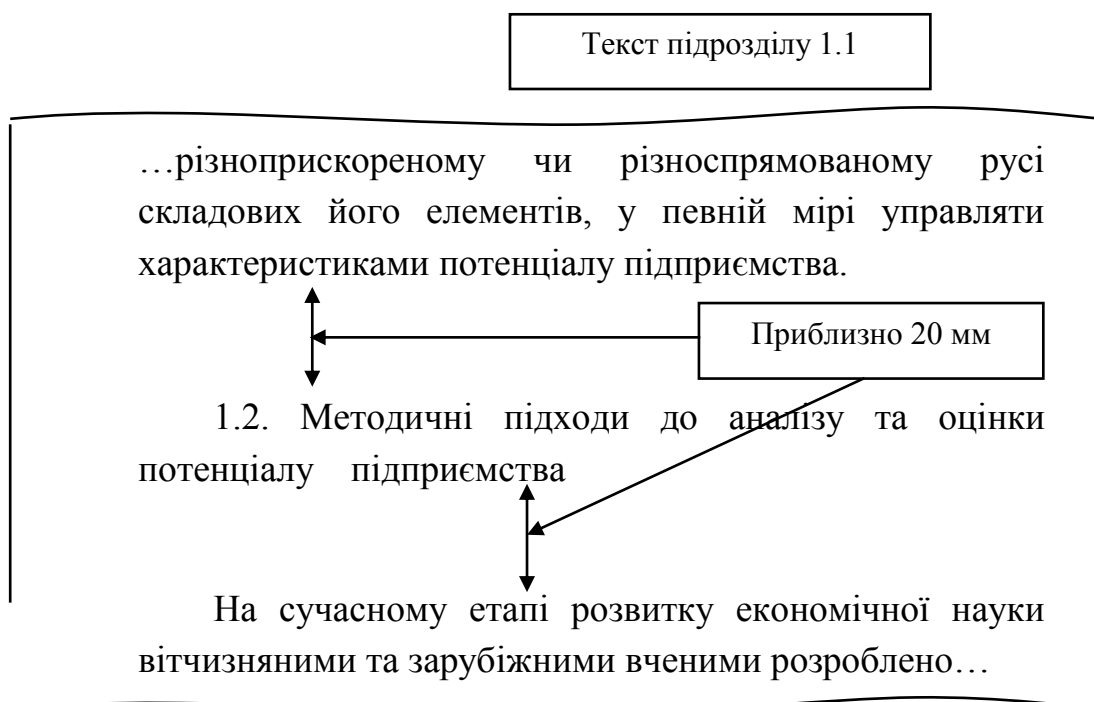 Текст підрозділу 1.1
…різноприскореному чи різноспрямованому русі
складових його елементів, у певній мірі управляти
характеристиками потенціалу підприємства.
Приблизно 20 мм
1.2. Методичні підходи до аналізу та оцінки
потенціалу підприємства
На сучасному етапі розвитку економічної науки
вітчизняними та зарубіжними вченими розроблено…